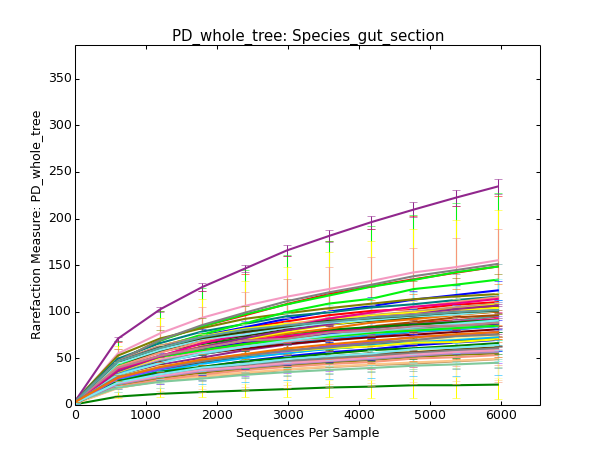 PD_whole_tree: Species_gut_section
Rarefaction Measure: PD_whole_tree
350
300
250
200
150
100
50
0
0 1000 2000 3000 4000 5000 6000
Sequences Per Sample